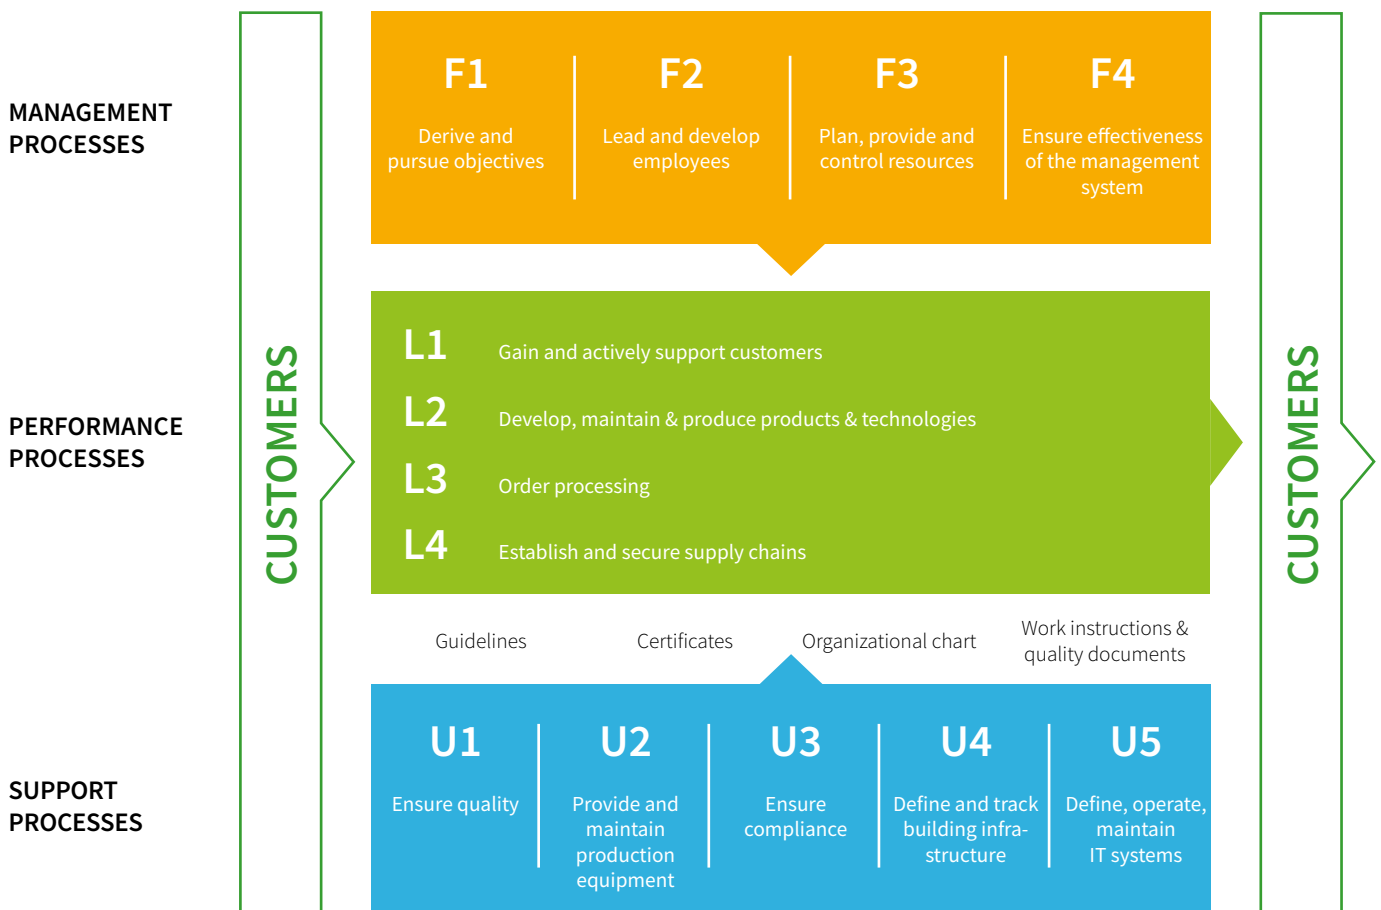 MANAGEMENT
PROCESSES
CUSTOMERS
F1
Derive and
pursue objectives
F2
Lead and develop
employees
F3
Plan, provide and
control resources
F4
Ensure effectiveness
of the management
system
PERFORMANCE
PROCESSES
L1
Gain and actively support customers
L2
Develop, maintain & produce products & technologies
L3
Order processing
L4
Establish and secure supply chains
CUSTOMERS
Guidelines
Certificates
Organizational chart
Work instructions &
quality documents
SUPPORT
PROCESSES
U1
Ensure quality
U2
Provide and
maintain
production
equipment
U3
Ensure
compliance
U4
Define and track
building infra-
structure
U5
Define, operate,
maintain
IT systems